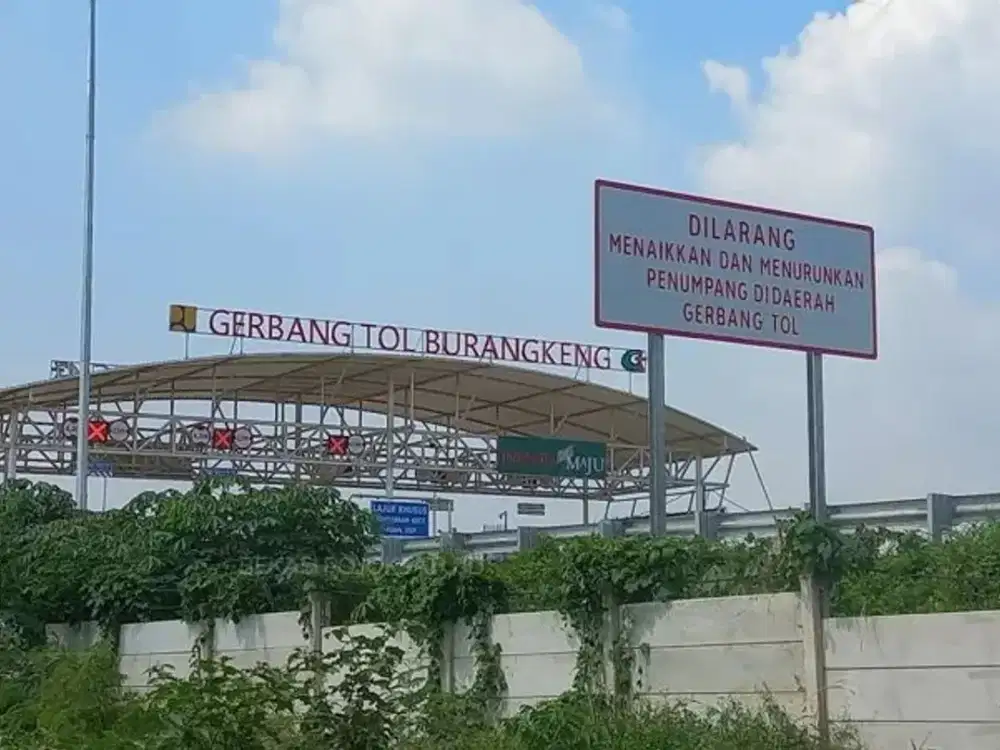 DILARANG
MENAIKKAN DAN MENURUNKAN
PENUMPANG DIDAERAH
GERBANG TOL
GERBANG TOL BURANGKENG
MAJU
LAJUR KHUSUS